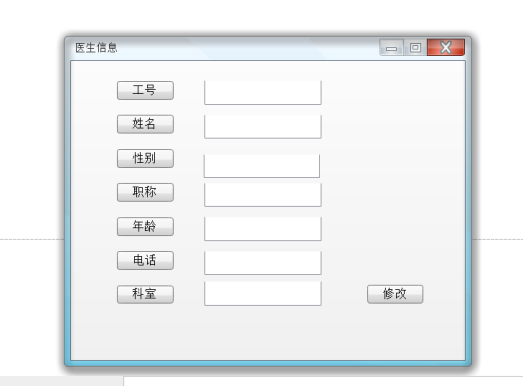 医生信息
工号
姓名
性别
职称
年龄
电话
科室
修改